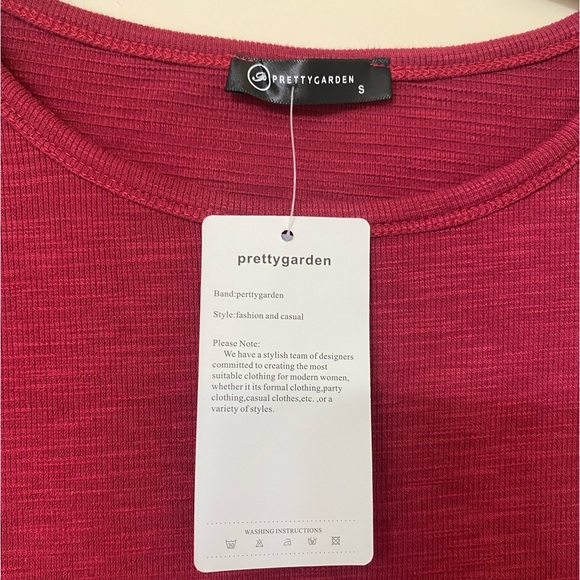 PRETTYGARDEN
S
prettygarden
Band:perttygarden
Style:fashion and casual
Please Note:
We have a stylish team of designers
committed to creating the most
suitable clothing for modern women,
whether it its formal clothing,party
clothing,casual clothes,etc. ,or a
variety of styles.
WASHING INSTRUCTIONS